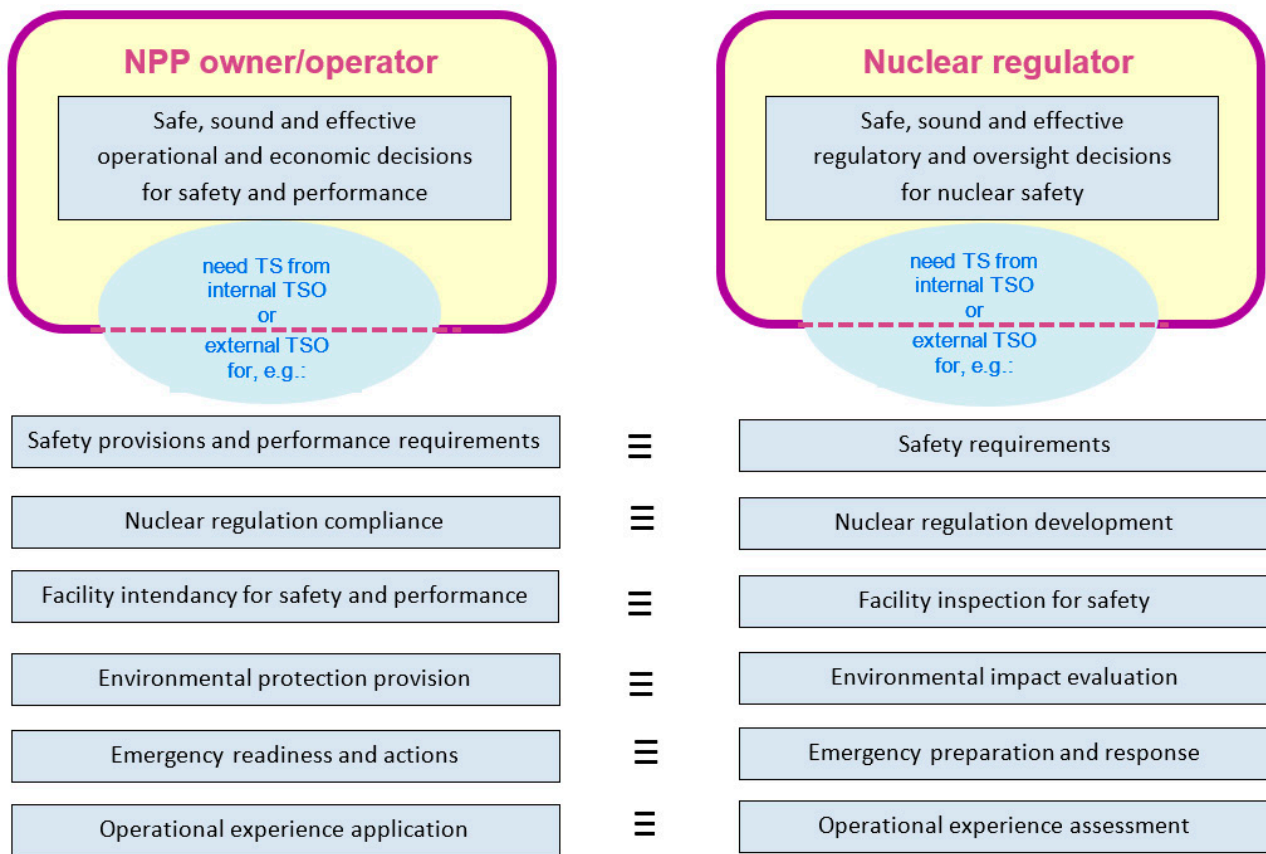 NPP owner/operator
Safe, sound and effective
operational and economic decisions
for safety and performance
need TS from
internal TSO
or
external TSO
for, e.g.:
Nuclear regulator
Safe, sound and effective
regulatory and oversight decisions
for nuclear safety
need TS from
internal TSO
or
external TSO
for, e.g.:
Safety provisions and performance requirements ≡ Safety requirements
Nuclear regulation compliance ≡ Nuclear regulation development
Facility intendancy for safety and performance ≡ Facility inspection for safety
Environmental protection provision ≡ Environmental impact evaluation
Emergency readiness and actions ≡ Emergency preparation and response
Operational experience application ≡ Operational experience assessment